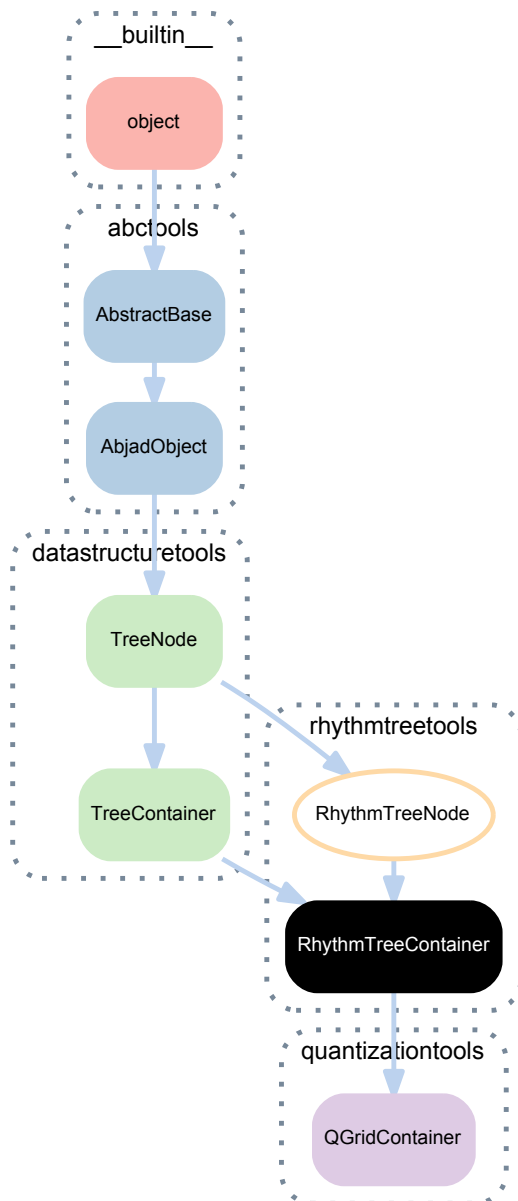 __builtin__
object
abctools
AbstractBase
AbjadObject
datastructuretools
TreeNode
rhythmtreetools
TreeContainer
RhythmTreeNode
RhythmTreeContainer
quantizationtools
QGridContainer